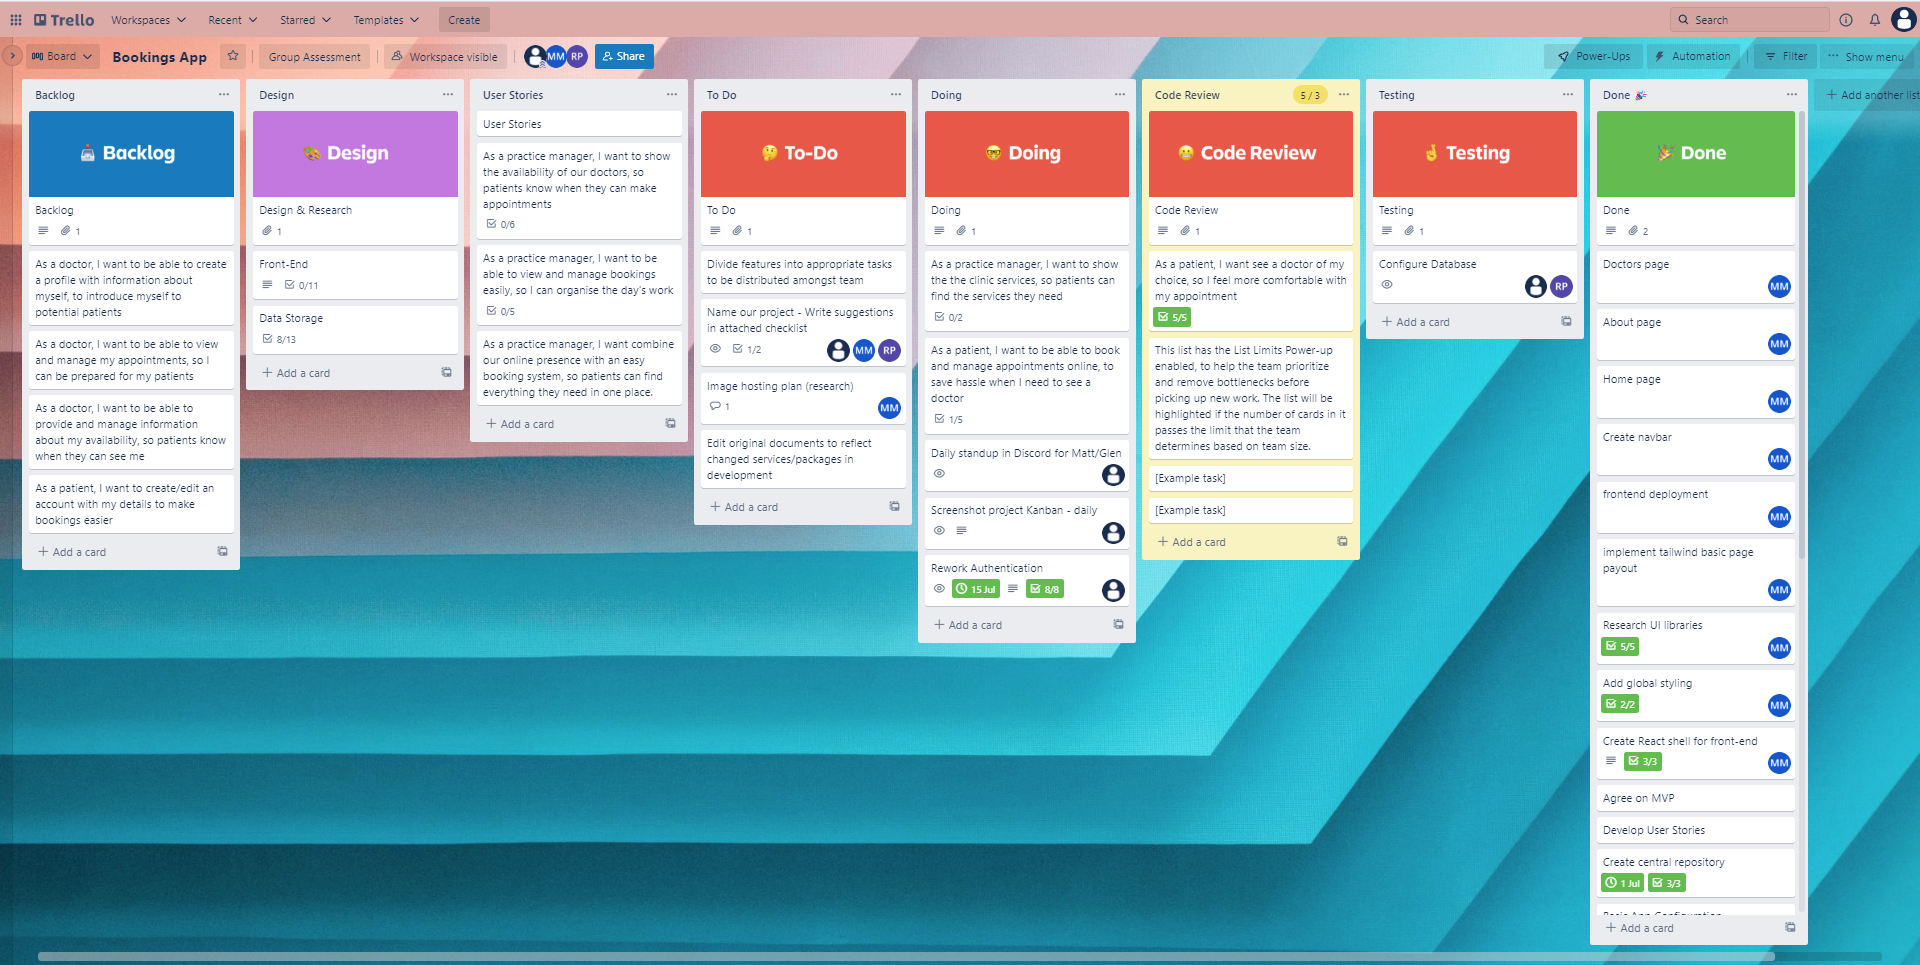 Trello
Workspaces
Recent
Starred
Templates
Create
Search
Board
Bookings App
Group Assessment
Workspace visible
MM
RP
Share
Power-Ups
Automation
Filter
Show menu
Backlog
Backlog
Backlog
1
As a doctor, I want to be able to create
a profile with information about
myself, to introduce myself to
potential patients
As a doctor, I want to be able to view
and manage my appointments, so I
can be prepared for my patients
As a doctor, I want to be able to
provide and manage information
about my availability, so patients know
when they can see me
As a patient, I want to create/edit an
account with my details to make
bookings easier
+ Add a card
Design
Design
Design & Research
1
Front-End
0/11
Data Storage
8/13
+ Add a card
User Stories
User Stories
As a practice manager, I want to show
the availability of our doctors, so
patients know when they can make
appointments
0/6
As a practice manager, I want to be
able to view and manage bookings
easily, so I can organise the day's work
0/5
As a practice manager, I want combine
our online presence with an easy
booking system, so patients can find
everything they need in one place.
+ Add a card
To Do
To-Do
To Do
1
Divide features into appropriate tasks
to be distributed amongst team
Name our project - Write suggestions
in attached checklist
1/2
MM
RP
Image hosting plan (research)
1
MM
Edit original documents to reflect
changed services/packages in
development
+ Add a card
Doing
Doing
Doing
1
As a practice manager, I want to show
the the clinic services, so patients can
find the services they need
0/2
As a patient, I want to be able to book
and manage appointments online, to
save hassle when I need to see a
doctor
1/5
Daily standup in Discord for Matt/Glen
Screenshot project Kanban - daily
Rework Authentication
15 Jul
8/8
+ Add a card
Code Review
5 / 3
Code Review
Code Review
1
As a patient, I want see a doctor of my
choice, so I feel more comfortable with
my appointment
5/5
This list has the List Limits Power-up
enabled, to help the team prioritize
and remove bottlenecks before
picking up new work. The list will be
highlighted if the number of cards in it
passes the limit that the team
determines based on team size.
[Example task]
[Example task]
+ Add a card
Testing
Testing
Testing
1
Configure Database
RP
+ Add a card
Done 🎉
Done
Done
2
Doctors page
MM
About page
MM
Home page
MM
Create navbar
MM
frontend deployment
MM
implement tailwind basic page
payout
MM
Research UI libraries
5/5
MM
Add global styling
2/2
MM
Create React shell for front-end
3/3
MM
Agree on MVP
Develop User Stories
Create central repository
1 Jul
3/3
Basic App Configuration
+ Add a card
+ Add another list